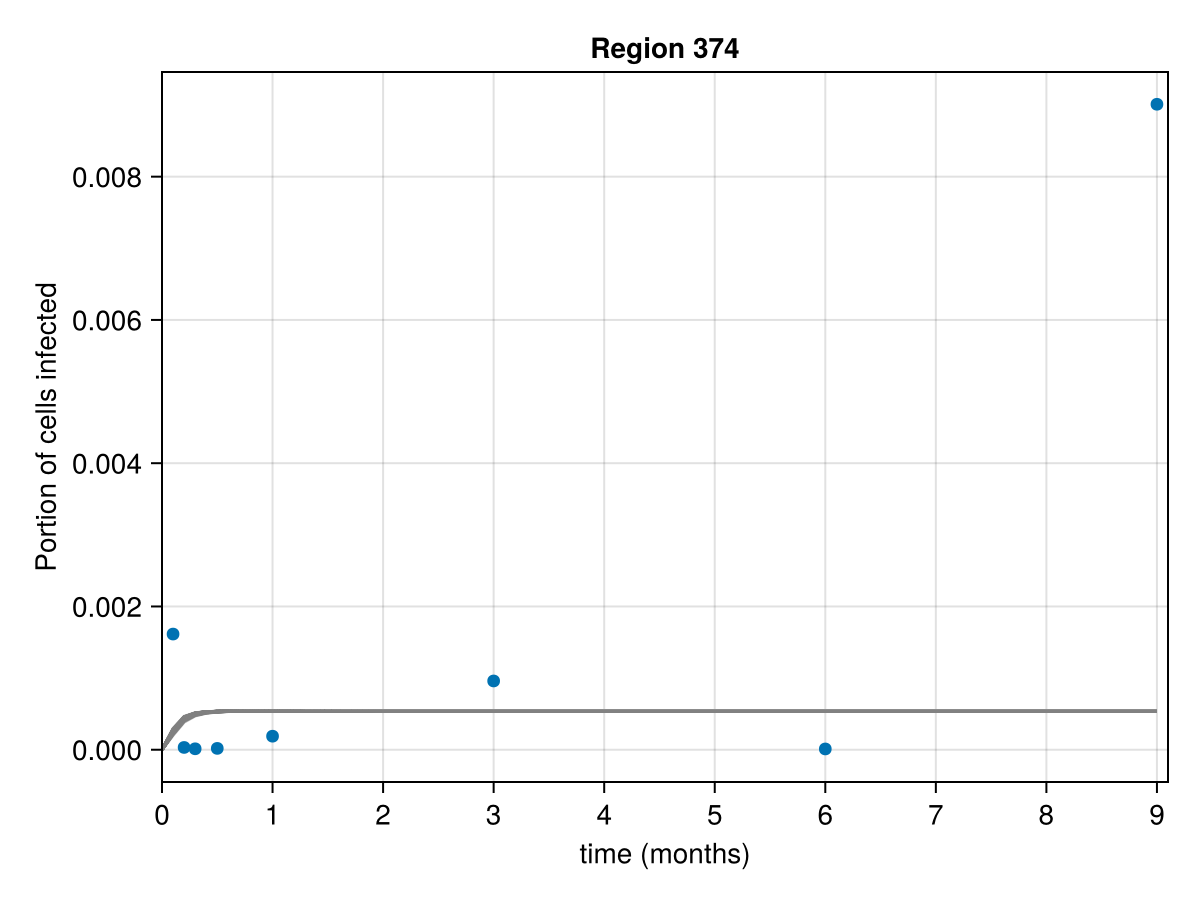 Region 374
Portion of cells infected
0.008
0.006
0.004
0.002
0.000
0 1 2 3 4 5 6 7 8 9
time (months)